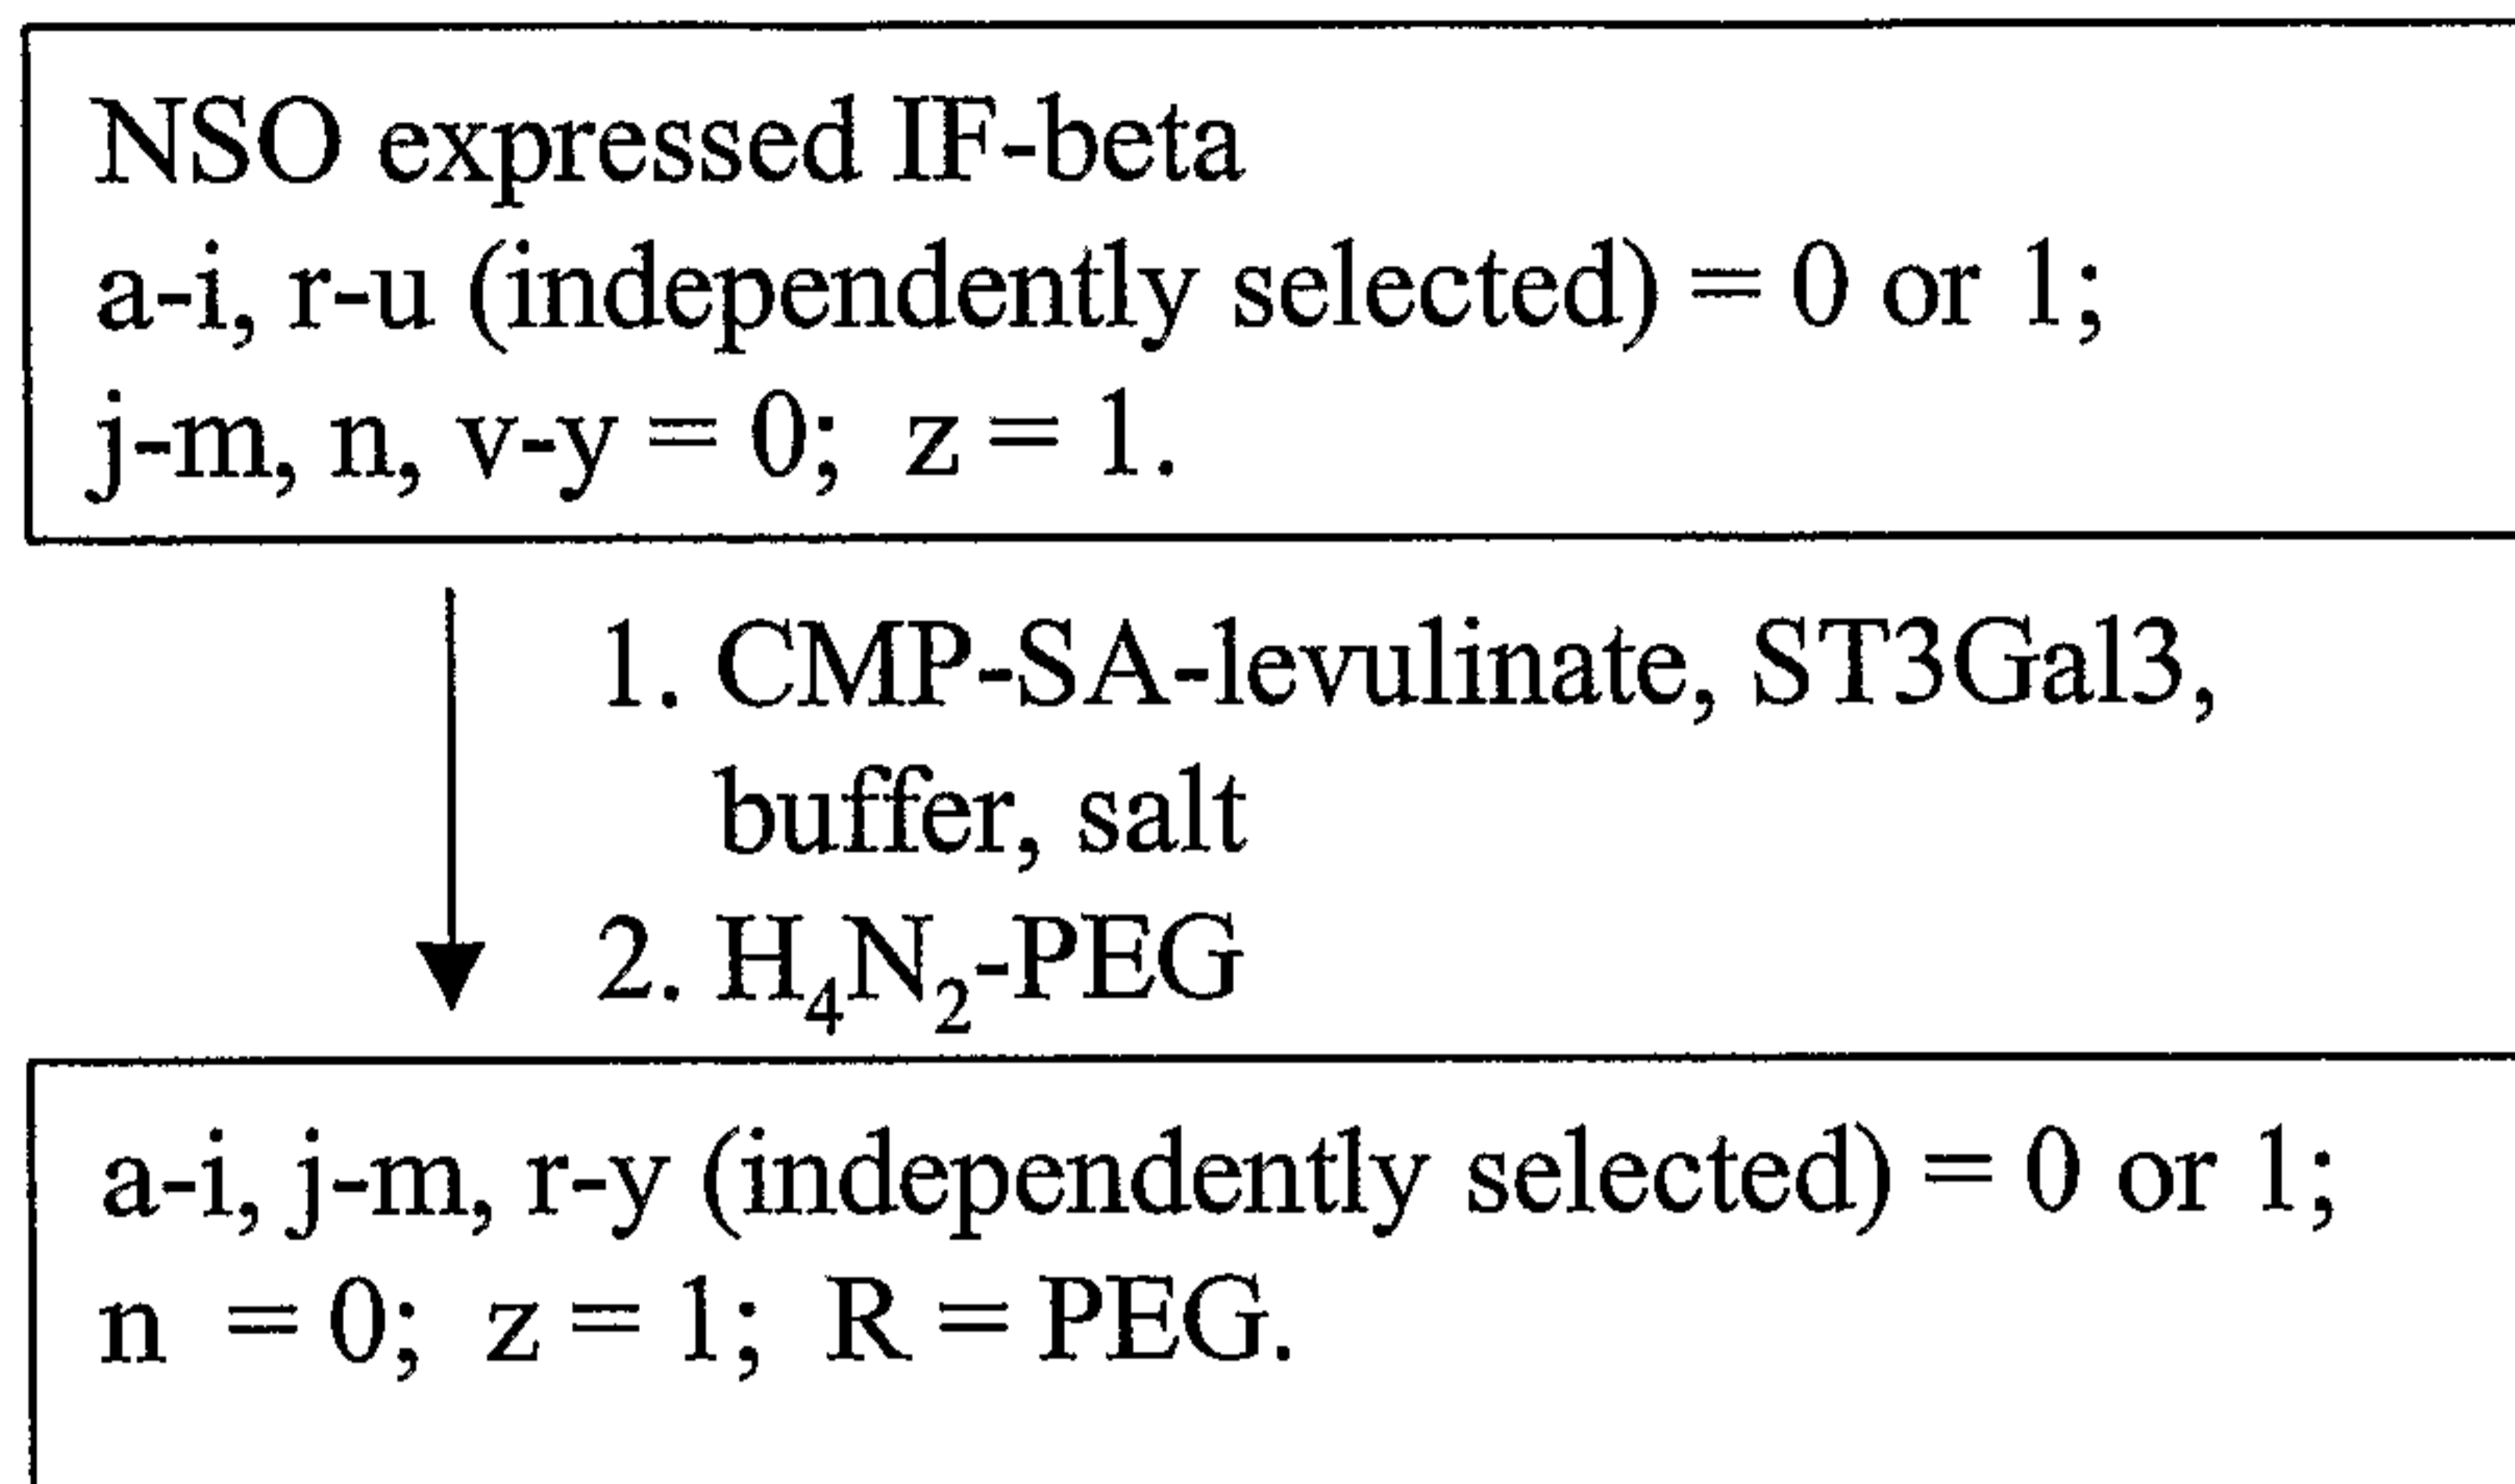 NSO expressed IF-beta
a-i, r-u (independently selected) = 0 or 1;
j-m, n, v-y = 0; z = 1.
1. CMP-SA-levulinate, ST3Gal3,
buffer, salt
2. H₄N₂-PEG
a-i, j-m, r-y (independently selected) = 0 or 1;
n = 0; z = 1; R = PEG.